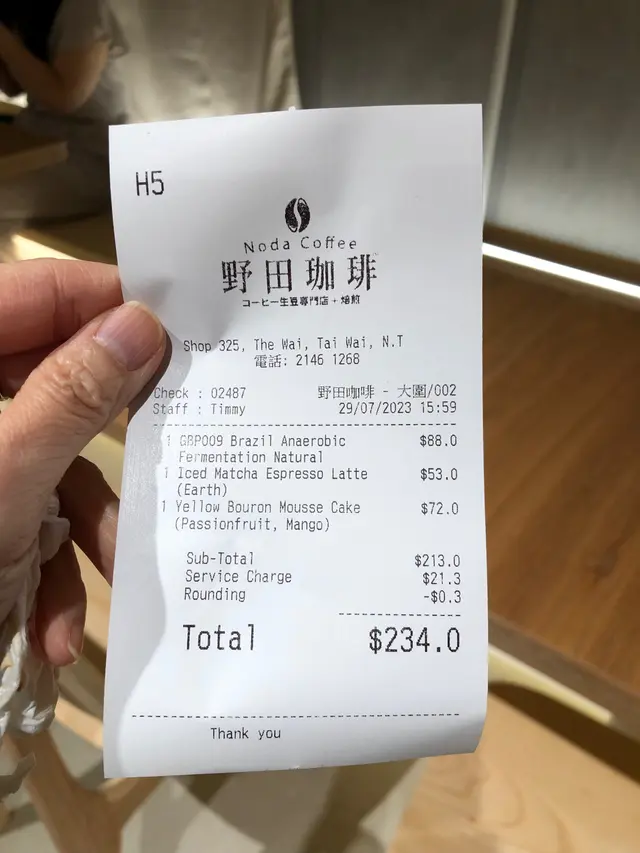 H5
Noda Coffee
野田珈琲
コーヒー生豆專門店+焙煎
Shop 325, The Wai, Tai Wai, N.T
電話: 2146 1268
Check : 02487 野田咖啡 - 大圍/002
Staff : Timmy 29/07/2023 15:59
1 GBP009 Brazil Anaerobic $88.0
Fermentation Natural
1 Iced Matcha Espresso Latte $53.0
(Earth)
1 Yellow Bouron Mousse Cake $72.0
(Passionfruit, Mango)
Sub-Total $213.0
Service Charge $21.3
Rounding -$0.3
Total $234.0
Thank you